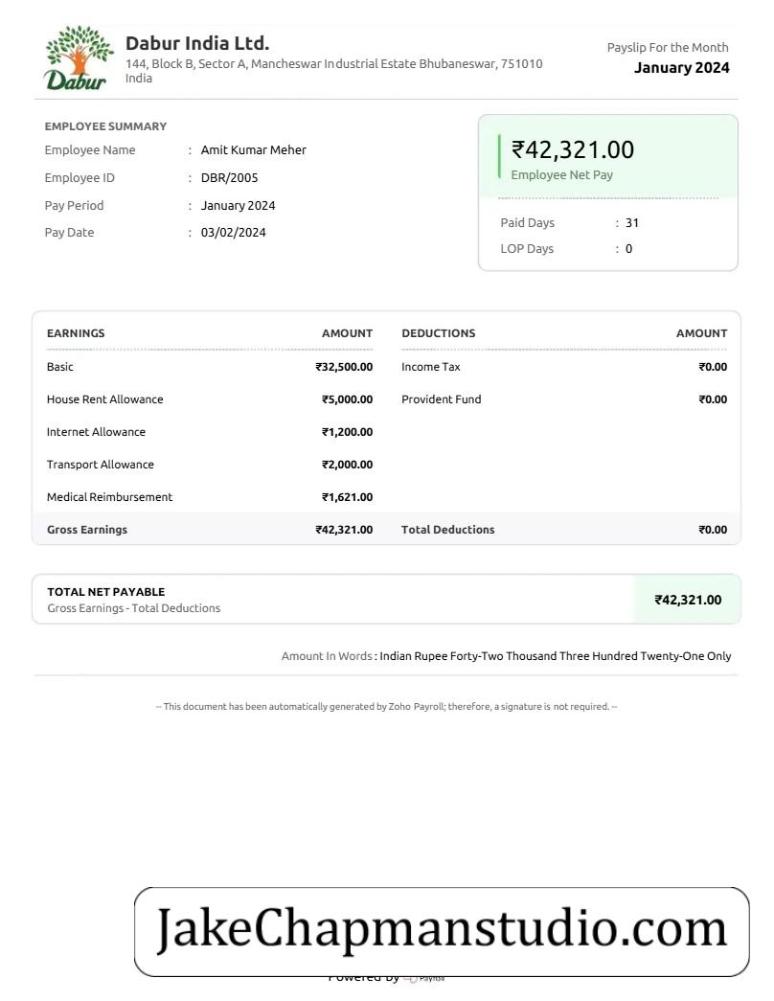 Dabur India Ltd.
144, Block B, Sector A, Mancheswar Industrial Estate Bhubaneswar, 751010
India
Dabur
Payslip For the Month
January 2024
EMPLOYEE SUMMARY
Employee Name : Amit Kumar Meher
Employee ID : DBR/2005
Pay Period : January 2024
Pay Date : 03/02/2024
₹42,321.00
Employee Net Pay
Paid Days : 31
LOP Days : 0
EARNINGS AMOUNT DEDUCTIONS AMOUNT
Basic ₹32,500.00 Income Tax ₹0.00
House Rent Allowance ₹5,000.00 Provident Fund ₹0.00
Internet Allowance ₹1,200.00
Transport Allowance ₹2,000.00
Medical Reimbursement ₹1,621.00
Gross Earnings ₹42,321.00 Total Deductions ₹0.00
TOTAL NET PAYABLE
Gross Earnings - Total Deductions
₹42,321.00
Amount In Words : Indian Rupee Forty-Two Thousand Three Hundred Twenty-One Only
-- This document has been automatically generated by Zoho Payroll; therefore, a signature is not required. --
JakeChapmanstudio.com
Powered By Payroll